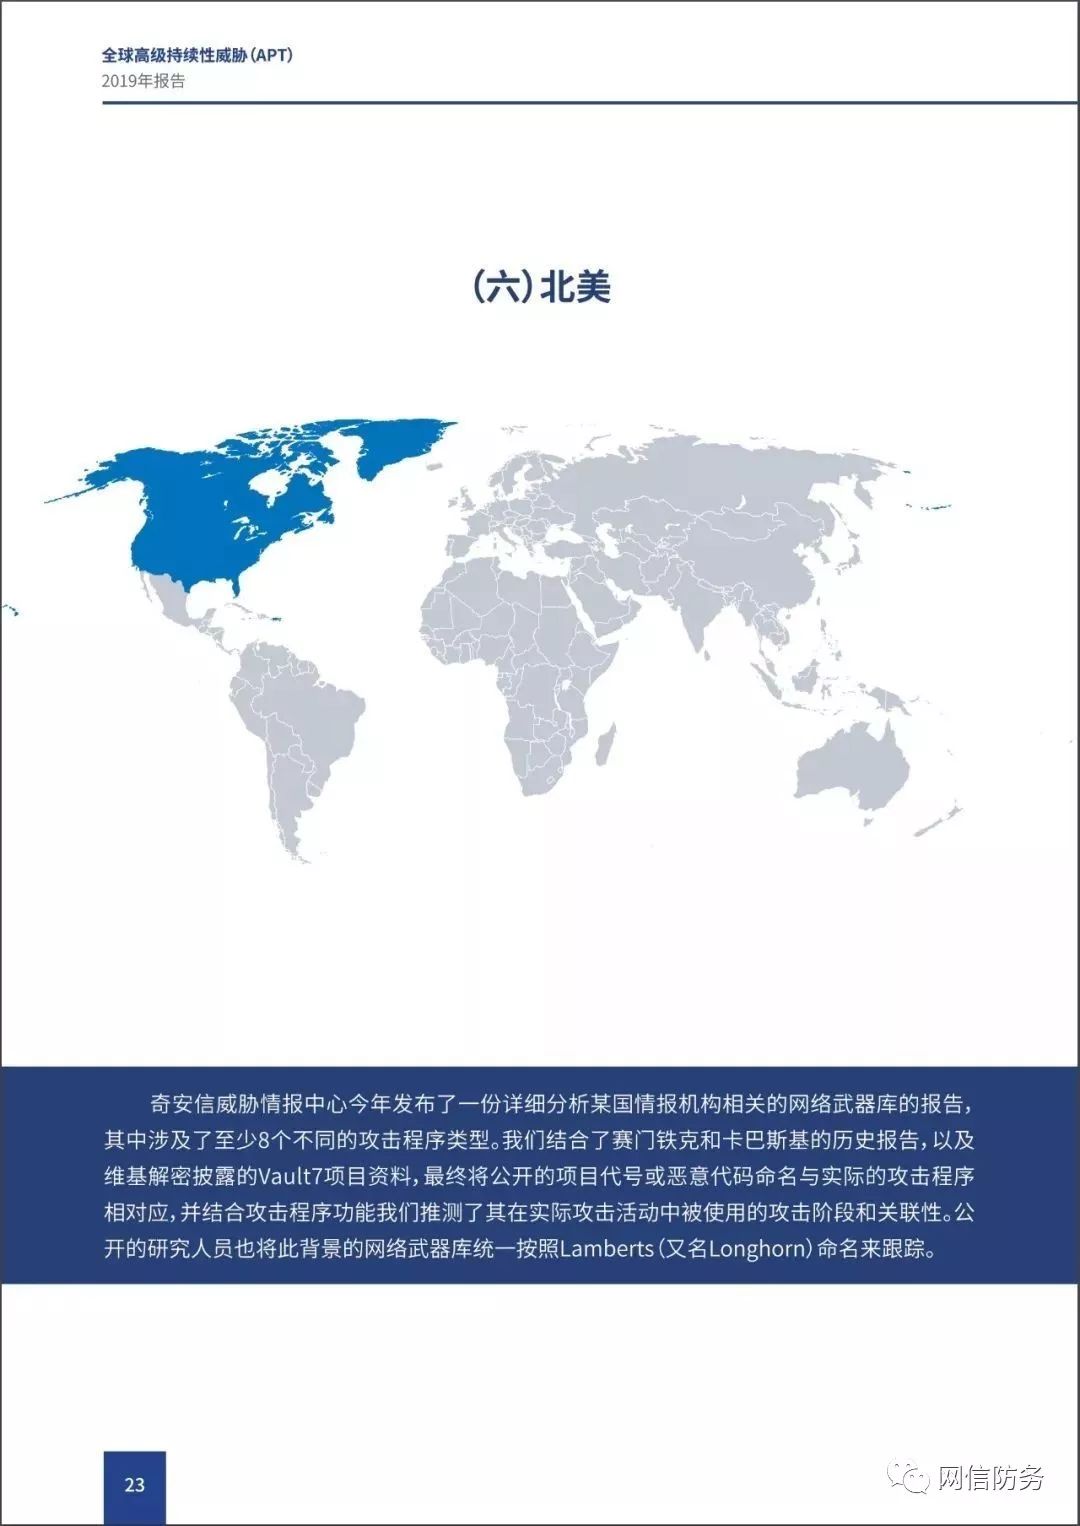 全球高级持续性威胁（APT）
2019年报告
（六）北美
奇安信威胁情报中心今年发布了一份详细分析某国情报机构相关的网络武器库的报告，
其中涉及了至少8个不同的攻击程序类型。我们结合了赛门铁克和卡巴斯基的历史报告，以及
维基解密披露的Vault7项目资料，最终将公开的项目代号或恶意代码命名与实际的攻击程序
相对应，并结合攻击程序功能我们推测了其在实际攻击活动中被使用的攻击阶段和关联性。公
开的研究人员也将此背景的网络武器库统一按照Lamberts（又名Longhorn）命名来跟踪。
23
网信防务